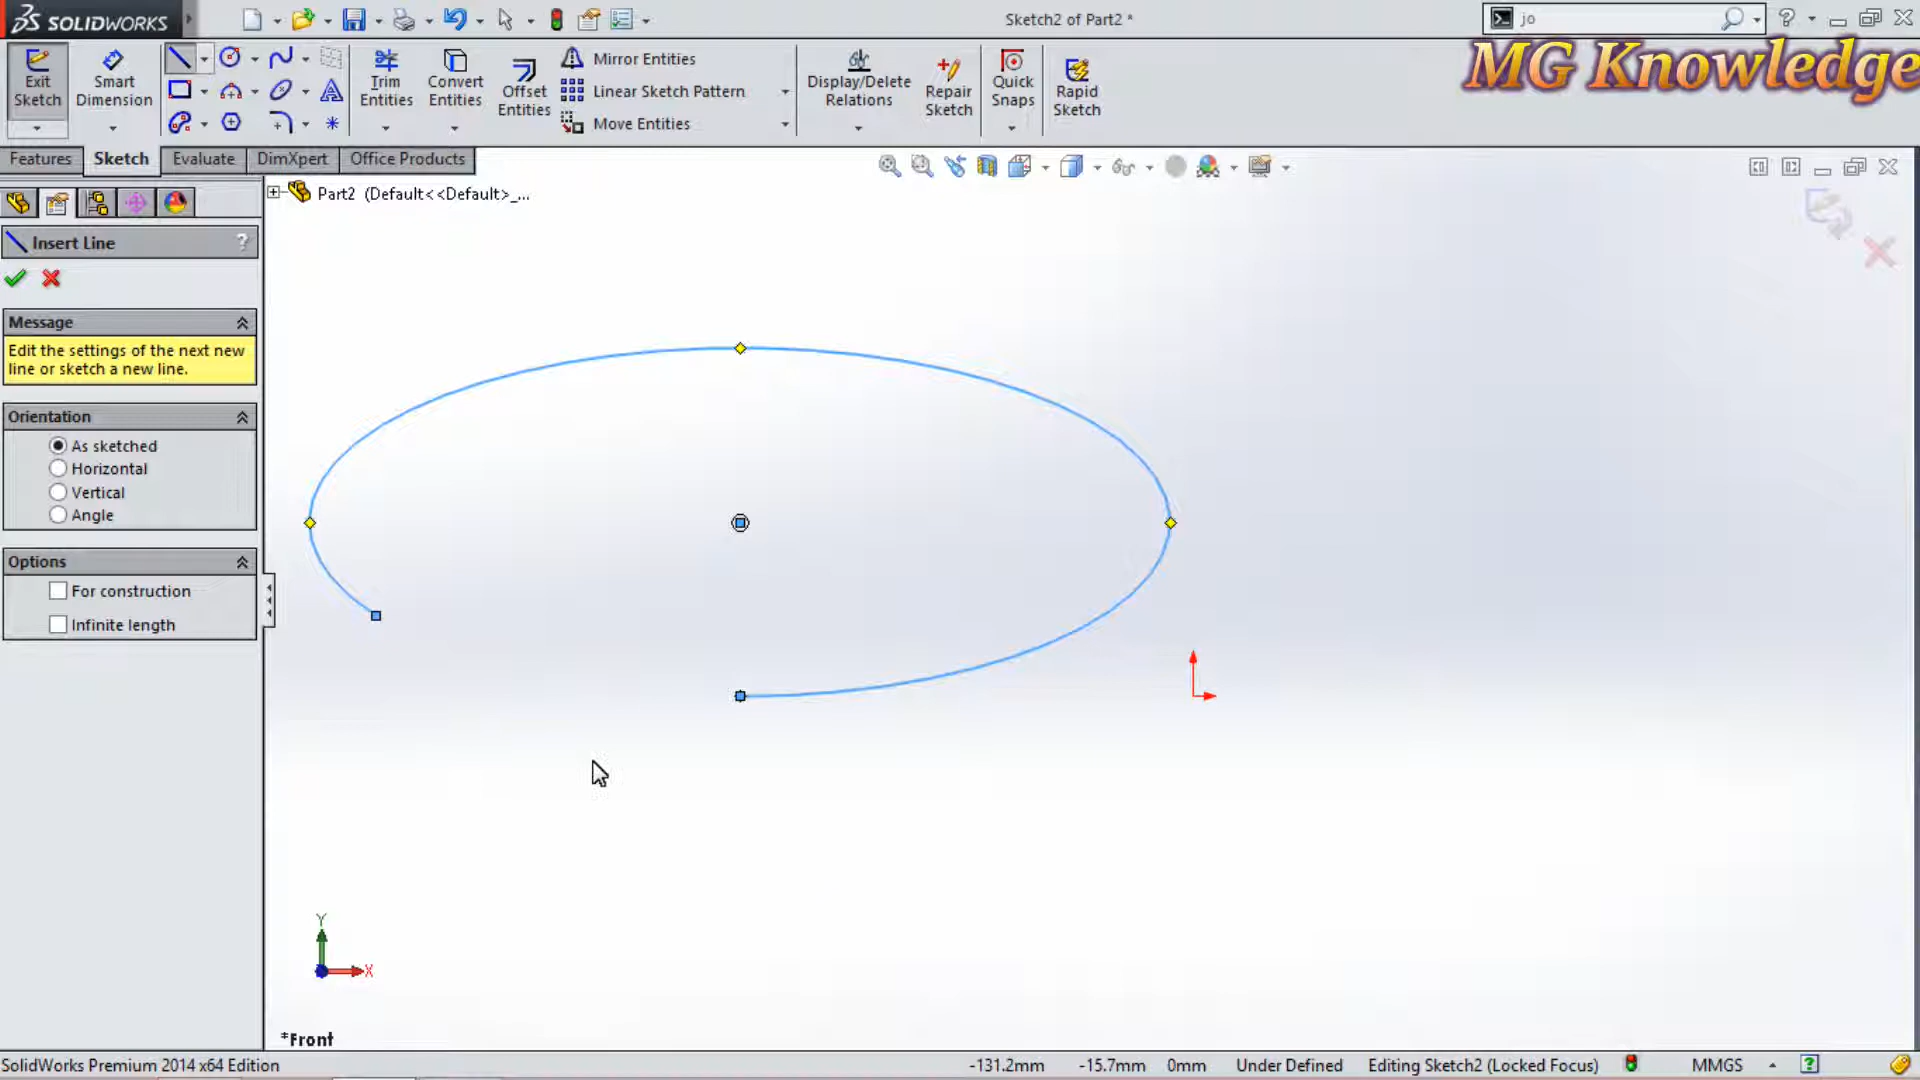 SOLIDWORKS
Sketch2 of Part2 *
jo
MG Knowledge
Exit Sketch
Smart Dimension
Trim Entities
Convert Entities
Offset Entities
Mirror Entities
Linear Sketch Pattern
Move Entities
Display/Delete Relations
Repair Sketch
Quick Snaps
Rapid Sketch
Features
Sketch
Evaluate
DimXpert
Office Products
Part2 (Default<<Default>_...
Insert Line
?
Message
Edit the settings of the next new
line or sketch a new line.
Orientation
As sketched
Horizontal
Vertical
Angle
Options
For construction
Infinite length
Y
X
*Front
SolidWorks Premium 2014 x64 Edition
-131.2mm
-15.7mm
0mm
Under Defined
Editing Sketch2 (Locked Focus)
MMGS